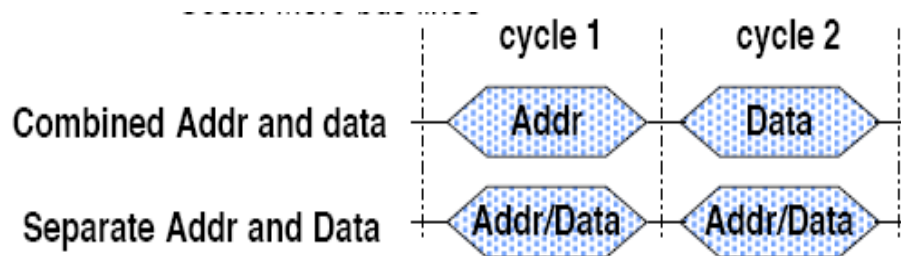 cycle 1 cycle 2
Combined Addr and data Addr Data
Separate Addr and Data Addr/Data Addr/Data